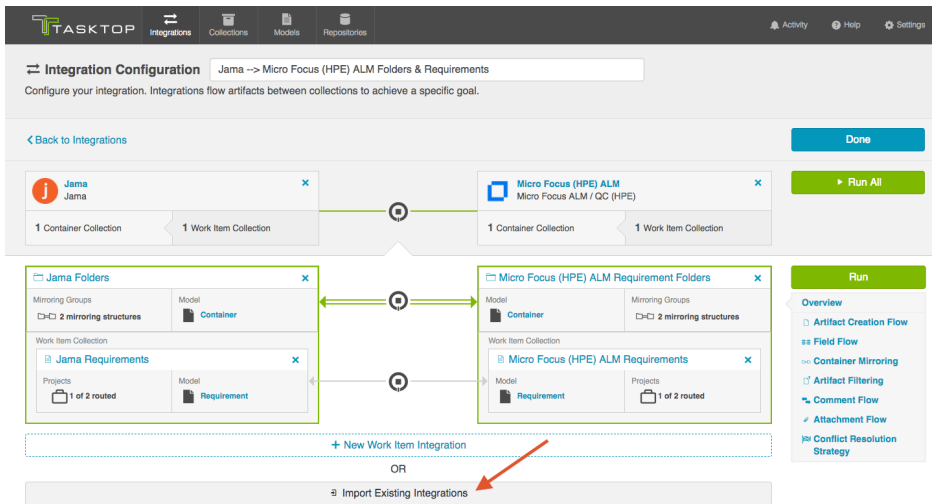 TASKTOP
Integrations
Collections
Models
Repositories
Activity
Help
Settings
Integration Configuration
Jama --> Micro Focus (HPE) ALM Folders & Requirements
Configure your integration. Integrations flow artifacts between collections to achieve a specific goal.
Back to Integrations
Done
Jama
Jama
1 Container Collection
1 Work Item Collection
Micro Focus (HPE) ALM
Micro Focus ALM / QC (HPE)
1 Container Collection
1 Work Item Collection
Run All
Jama Folders
Mirroring Groups
2 mirroring structures
Model
Container
Work Item Collection
Jama Requirements
Projects
1 of 2 routed
Model
Requirement
Micro Focus (HPE) ALM Requirement Folders
Model
Container
Mirroring Groups
2 mirroring structures
Work Item Collection
Micro Focus (HPE) ALM Requirements
Model
Requirement
Projects
1 of 2 routed
Run
Overview
Artifact Creation Flow
Field Flow
Container Mirroring
Artifact Filtering
Comment Flow
Attachment Flow
Conflict Resolution
Strategy
+ New Work Item Integration
OR
Import Existing Integrations